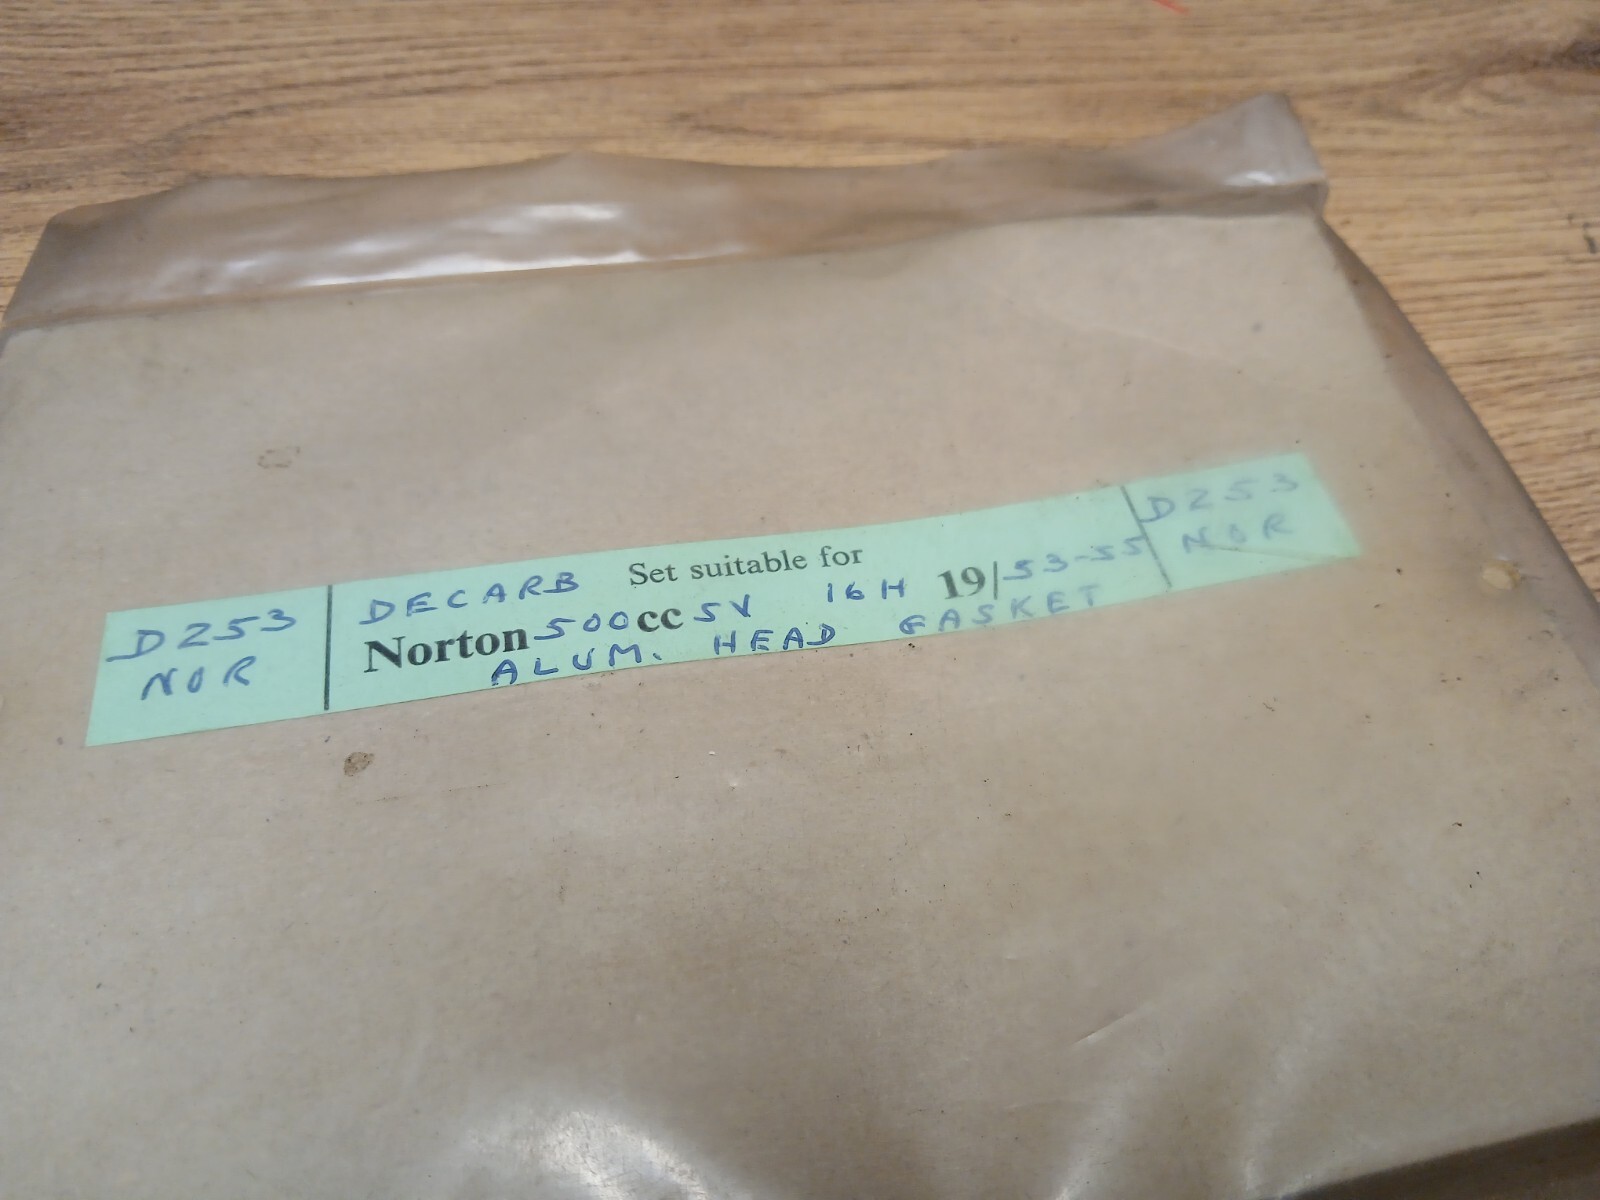 D253
NOR
DECARB Set suitable for
Norton 500cc SV 16H 19/53-55
ALUM. HEAD GASKET
D253
NOR